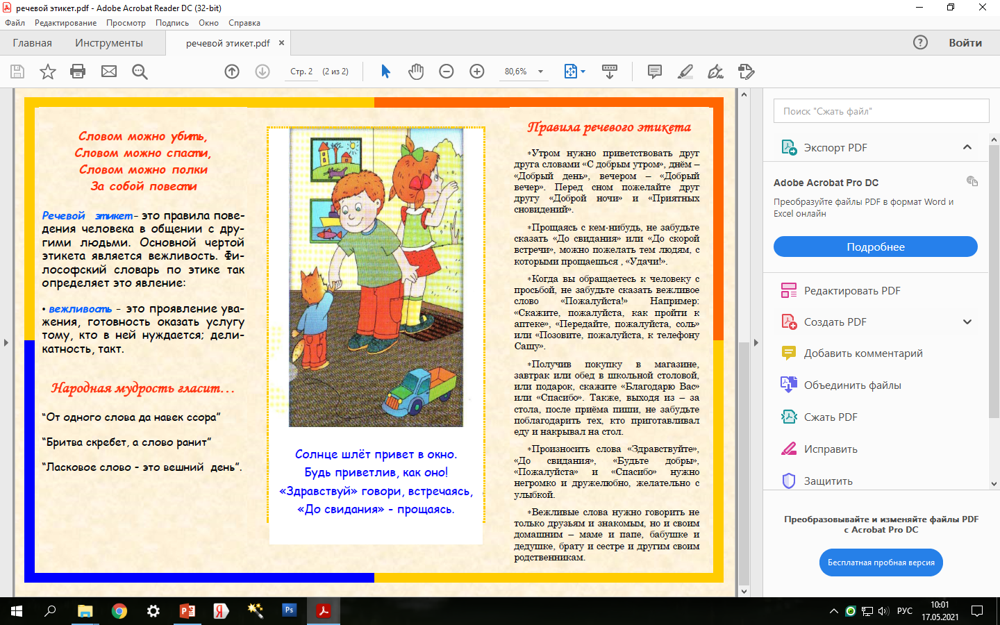 речевой этикет.pdf - Adobe Acrobat Reader DC (32-bit)
Файл Редактирование Просмотр Подпись Окно Справка
Главная Инструменты речевой этикет.pdf × ? Войти
Стр. 2 (2 из 2) 80,6%
Словом можно убить,
Словом можно спасти,
Словом можно полки
За собой повести
Речевой этикет - это правила пове-
дения человека в общении с дру-
гими людьми. Основной чертой
этикета является вежливость. Фи-
лософский словарь по этике так
определяет это явление:
• вежливость – это проявление ува-
жения, готовность оказать услугу
тому, кто в ней нуждается; дели-
катность, такт.
Народная мудрость гласит…
“От одного слова да навек ссора”
“Бритва скребет, а слово ранит”
“Ласковое слово - это вешний день”.
Солнце шлёт привет в окно.
Будь приветлив, как оно!
«Здравствуй» говори, встречаясь,
«До свидания» - прощаясь.
Правила речевого этикета
*Утром нужно приветствовать друг
друга словами «С добрым утром», днём –
«Добрый день», вечером – «Добрый
вечер». Перед сном пожелайте друг
другу «Доброй ночи» и «Приятных
сновидений».
*Прощаясь с кем-нибудь, не забудьте
сказать «До свидания» или «До скорой
встречи», можно пожелать тем людям, с
которыми прощаешься , «Удачи!».
*Когда вы обращаетесь к человеку с
просьбой, не забудьте сказать вежливое
слово «Пожалуйста!» Например:
«Скажите, пожалуйста, как пройти к
аптеке», «Передайте, пожалуйста, соль»
или «Позовите, пожалуйста, к телефону
Сашу».
*Получив покупку в магазине,
завтрак или обед в школьной столовой,
или подарок, скажите «Благодарю Вас»
или «Спасибо». Также, выходя из – за
стола, после приёма пищи, не забудьте
поблагодарить тех, кто приготавливал
еду и накрывал на стол.
*Произносить слова «Здравствуйте»,
«До свидания», «Будьте добры»,
«Пожалуйста» и «Спасибо» нужно
негромко и дружелюбно, желательно с
улыбкой.
*Вежливые слова нужно говорить не
только друзьям и знакомым, но и своим
домашним – маме и папе, бабушке и
дедушке, брату и сестре и другим своим
родственникам.
Поиск "Сжать файл"
Экспорт PDF
Adobe Acrobat Pro DC
Преобразуйте файлы PDF в формат Word и
Excel онлайн
Подробнее
Редактировать PDF
Создать PDF
Добавить комментарий
Объединить файлы
Сжать PDF
Исправить
Защитить
Преобразовывайте и изменяйте файлы PDF
с Acrobat Pro DC
Бесплатная пробная версия
Ps
РУС
10:01
17.05.2021